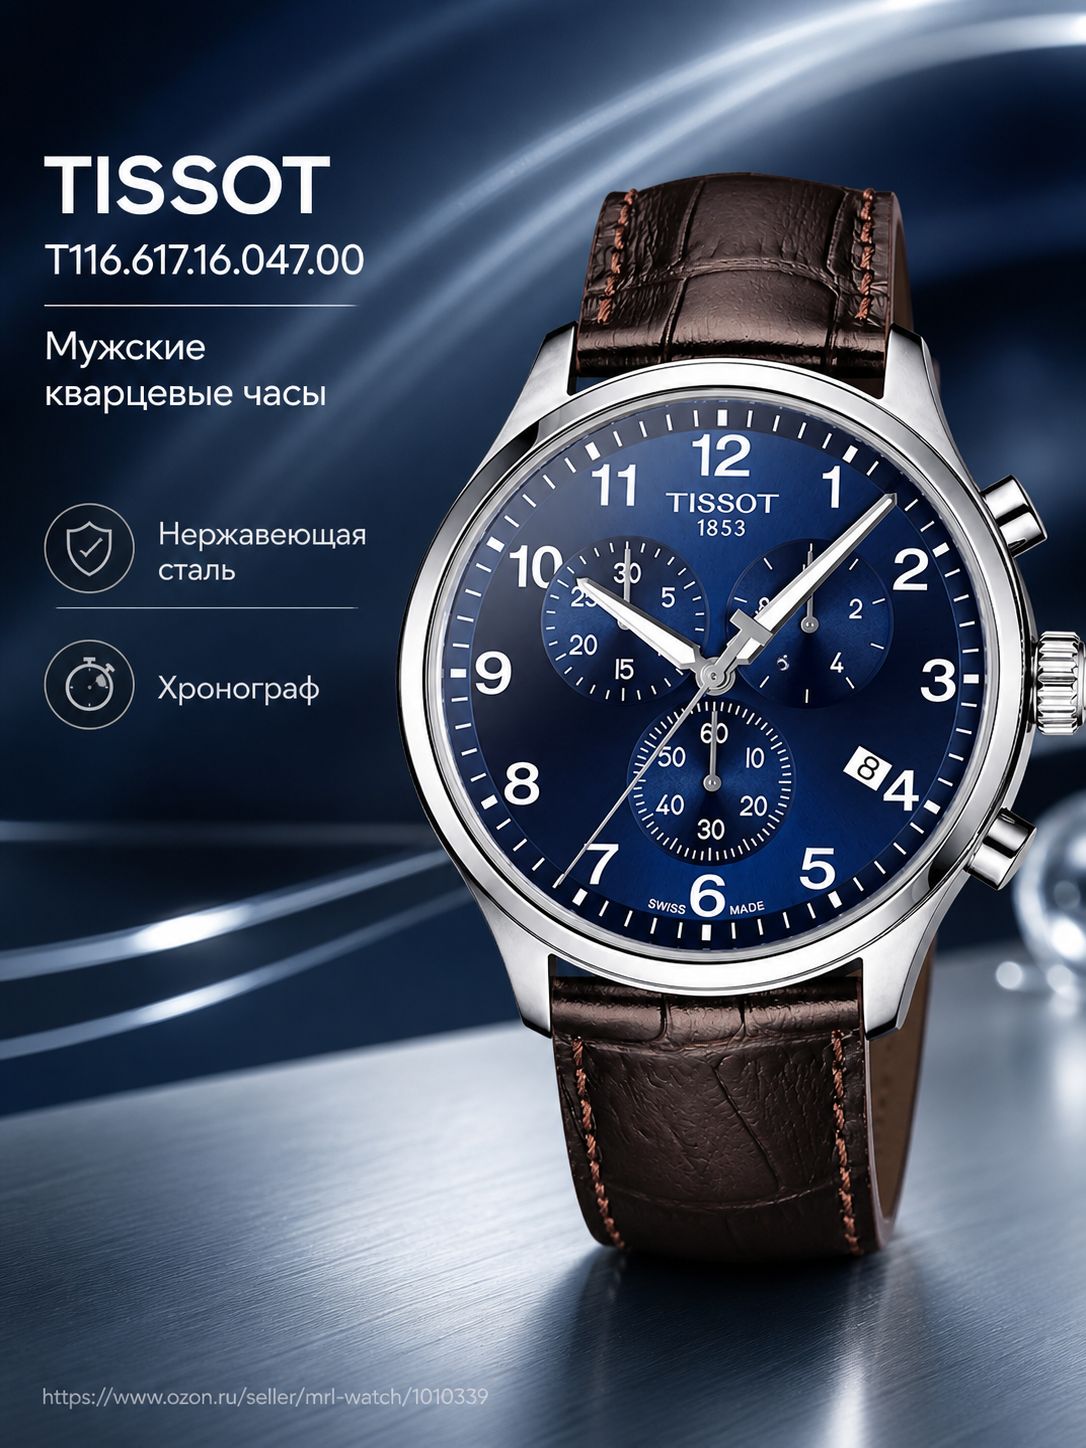 TISSOT
T116.617.16.047.00
Мужские
кварцевые часы
Нержавеющая
сталь
Хронограф
12
11
1
TISSOT
1853
10
2
30
25
5
20
15
2
4
9
3
60
50
10
40
20
30
8
8
4
7
5
6
SWISS MADE
https://www.ozon.ru/seller/mrl-watch/1010339